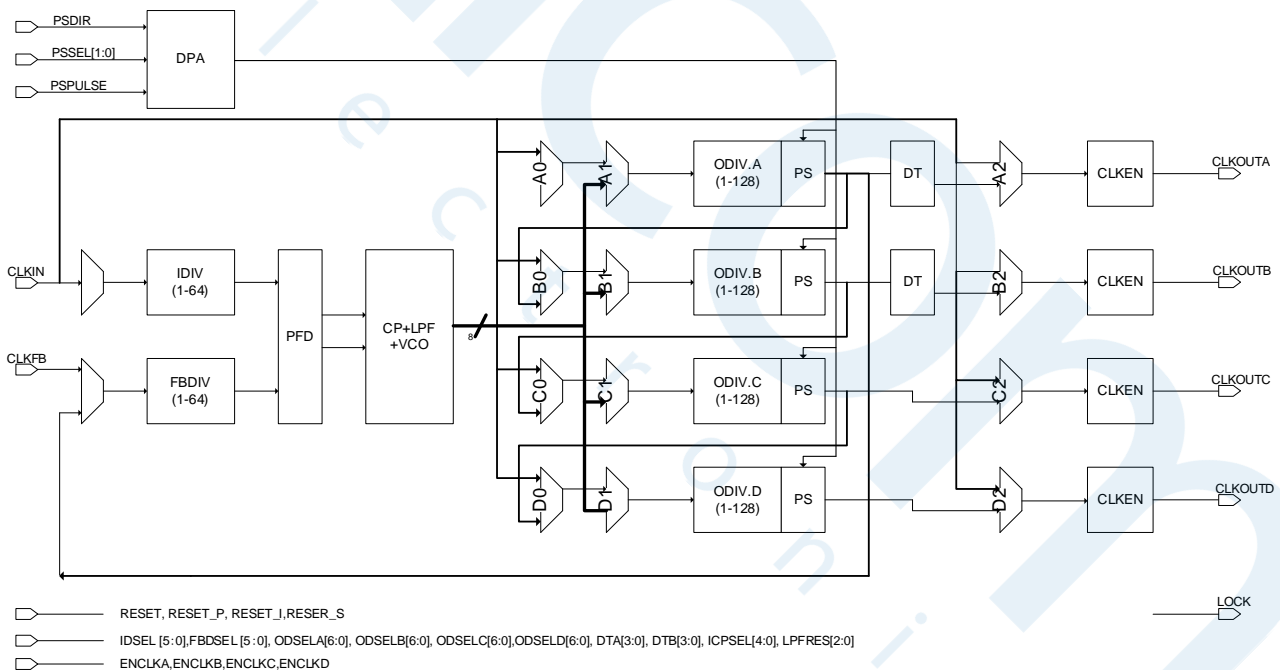 PSDIR
PSSEL[1:0]
PSPULSE
DPA
A0
A1
ODIV.A
(1-128)
PS
DT
A2
CLKEN
CLKOUTA
CLKIN
IDIV
(1-64)
B0
B1
ODIV.B
(1-128)
PS
DT
B2
CLKEN
CLKOUTB
PFD
CP+LPF
+VCO
8
CLKFB
FBDIV
(1-64)
C0
C1
ODIV.C
(1-128)
PS
C2
CLKEN
CLKOUTC
D0
D1
ODIV.D
(1-128)
PS
D2
CLKEN
CLKOUTD
LOCK
RESET, RESET_P, RESET_I,RESER_S
IDSEL [5:0],FBDSEL [5:0], ODSELA[6:0], ODSELB[6:0], ODSELC[6:0],ODSELD[6:0], DTA[3:0], DTB[3:0], ICPSEL[4:0], LPFRES[2:0]
ENCLKA,ENCLKB,ENCLKC,ENCLKD